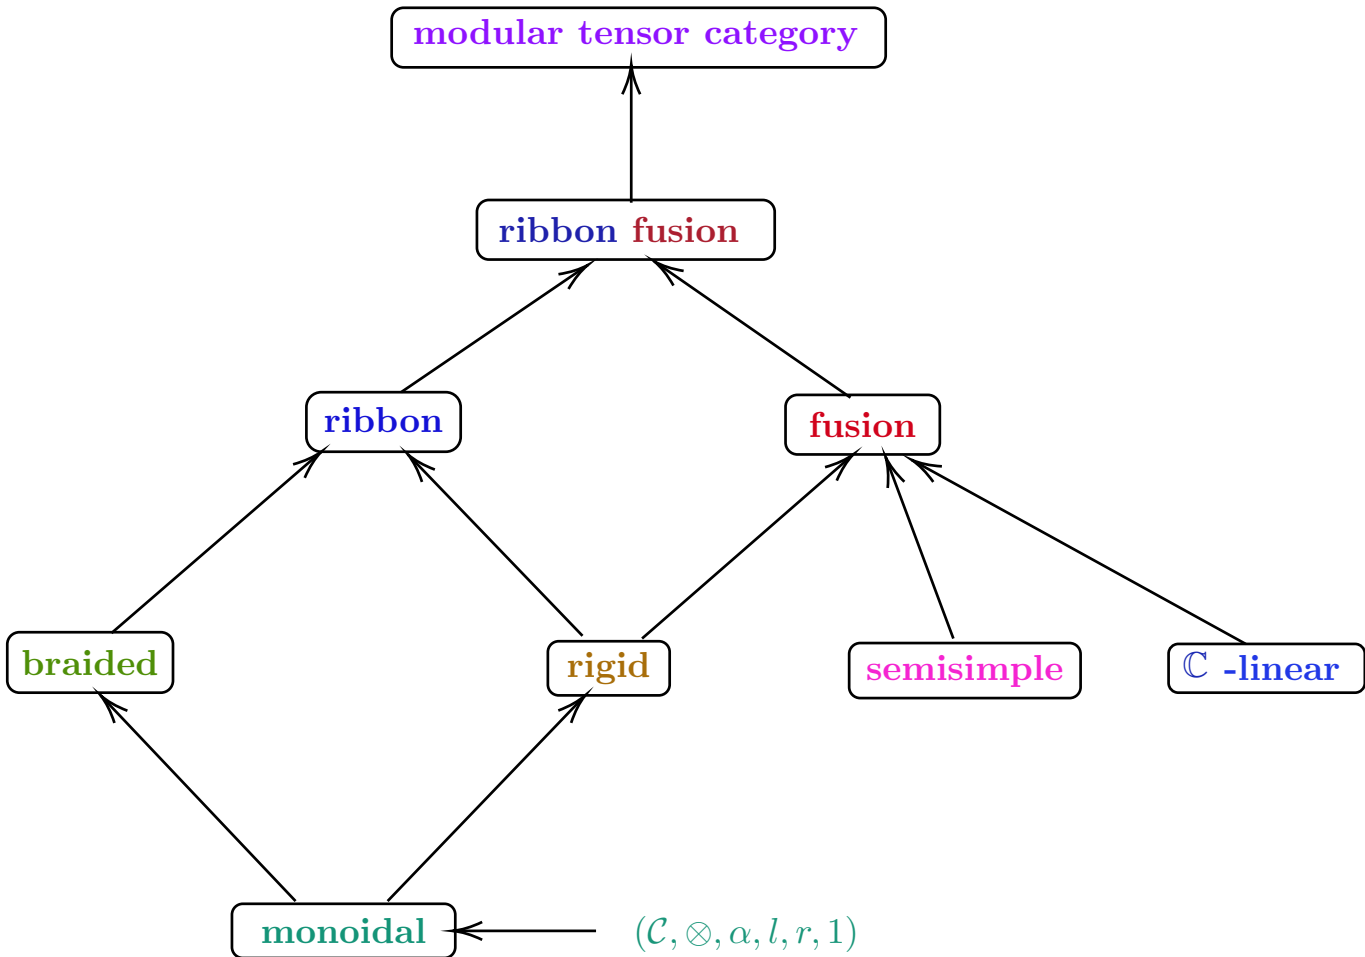 modular tensor category
ribbon fusion
ribbon
fusion
braided
rigid
semisimple
ℂ -linear
monoidal
(𝒞, ⊗, α, l, r, 1)